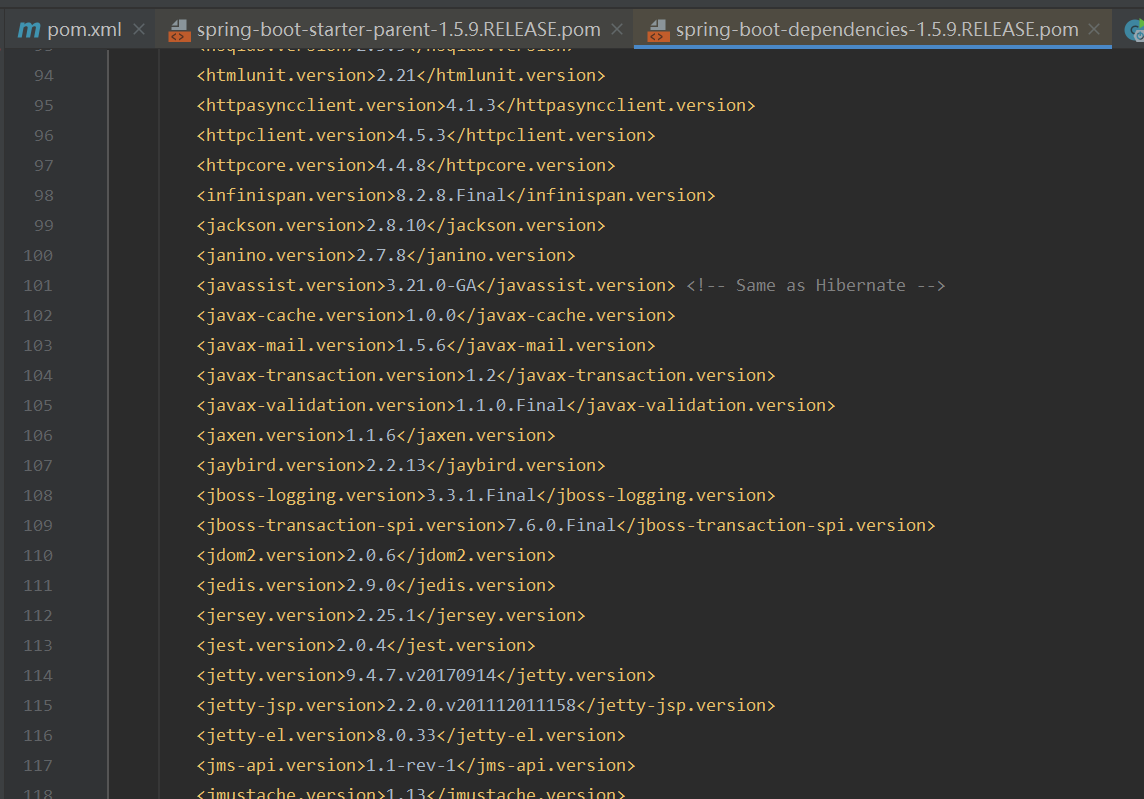 pom.xml
spring-boot-starter-parent-1.5.9.RELEASE.pom
spring-boot-dependencies-1.5.9.RELEASE.pom
94 <htmlunit.version>2.21</htmlunit.version>
95 <httpasyncclient.version>4.1.3</httpasyncclient.version>
96 <httpclient.version>4.5.3</httpclient.version>
97 <httpcore.version>4.4.8</httpcore.version>
98 <infinispan.version>8.2.8.Final</infinispan.version>
99 <jackson.version>2.8.10</jackson.version>
100 <janino.version>2.7.8</janino.version>
101 <javassist.version>3.21.0-GA</javassist.version> <!-- Same as Hibernate -->
102 <javax-cache.version>1.0.0</javax-cache.version>
103 <javax-mail.version>1.5.6</javax-mail.version>
104 <javax-transaction.version>1.2</javax-transaction.version>
105 <javax-validation.version>1.1.0.Final</javax-validation.version>
106 <jaxen.version>1.1.6</jaxen.version>
107 <jaybird.version>2.2.13</jaybird.version>
108 <jboss-logging.version>3.3.1.Final</jboss-logging.version>
109 <jboss-transaction-spi.version>7.6.0.Final</jboss-transaction-spi.version>
110 <jdom2.version>2.0.6</jdom2.version>
111 <jedis.version>2.9.0</jedis.version>
112 <jersey.version>2.25.1</jersey.version>
113 <jest.version>2.0.4</jest.version>
114 <jetty.version>9.4.7.v20170914</jetty.version>
115 <jetty-jsp.version>2.2.0.v201112011158</jetty-jsp.version>
116 <jetty-el.version>8.0.33</jetty-el.version>
117 <jms-api.version>1.1-rev-1</jms-api.version>
118 <jmustache.version>1.13</jmustache.version>